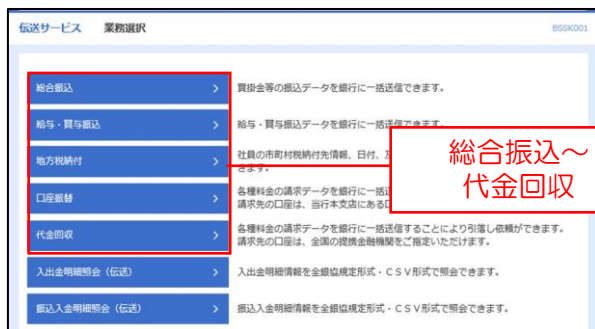 伝送サービス 業務選択
BSSK001
総合振込
買掛金等の振込データを銀行に一括送信できます。
給与・賞与振込
給与・賞与振込データを銀行に一括送信できます。
地方税納付
社員の市町村税納付先情報、日付、
きます。
口座振替
各種料金の請求データを銀行に一括送
請求先の口座は、当行本支店にある口
代金回収
各種料金の請求データを銀行に一括送信することにより引落し依頼ができます。
請求先の口座は、全国の提携金融機関をご指定いただけます。
総合振込～
代金回収
入出金明細照会（伝送）
入出金明細情報を全銀協規定形式・ＣＳＶ形式で照会できます。
振込入金明細照会（伝送）
振込入金明細情報を全銀協規定形式・ＣＳＶ形式で照会できます。